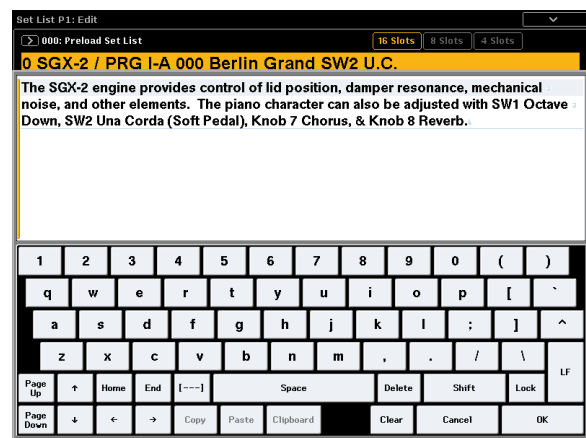 Set List P1: Edit
000: Preload Set List
16 Slots 8 Slots 4 Slots
0 SGX-2 / PRG I-A 000 Berlin Grand SW2 U.C.
The SGX-2 engine provides control of lid position, damper resonance, mechanical
noise, and other elements. The piano character can also be adjusted with SW1 Octave
Down, SW2 Una Corda (Soft Pedal), Knob 7 Chorus, & Knob 8 Reverb.
1 2 3 4 5 6 7 8 9 0 ( )
q w e r t y u i o p [ `
a s d f g h j k l ; ] ^
z x c v b n m , . / \ LF
Page Up ↑ Home End [---] Space Delete Shift Lock
Page Down ↓ ← → Copy Paste Clipboard Clear Cancel OK